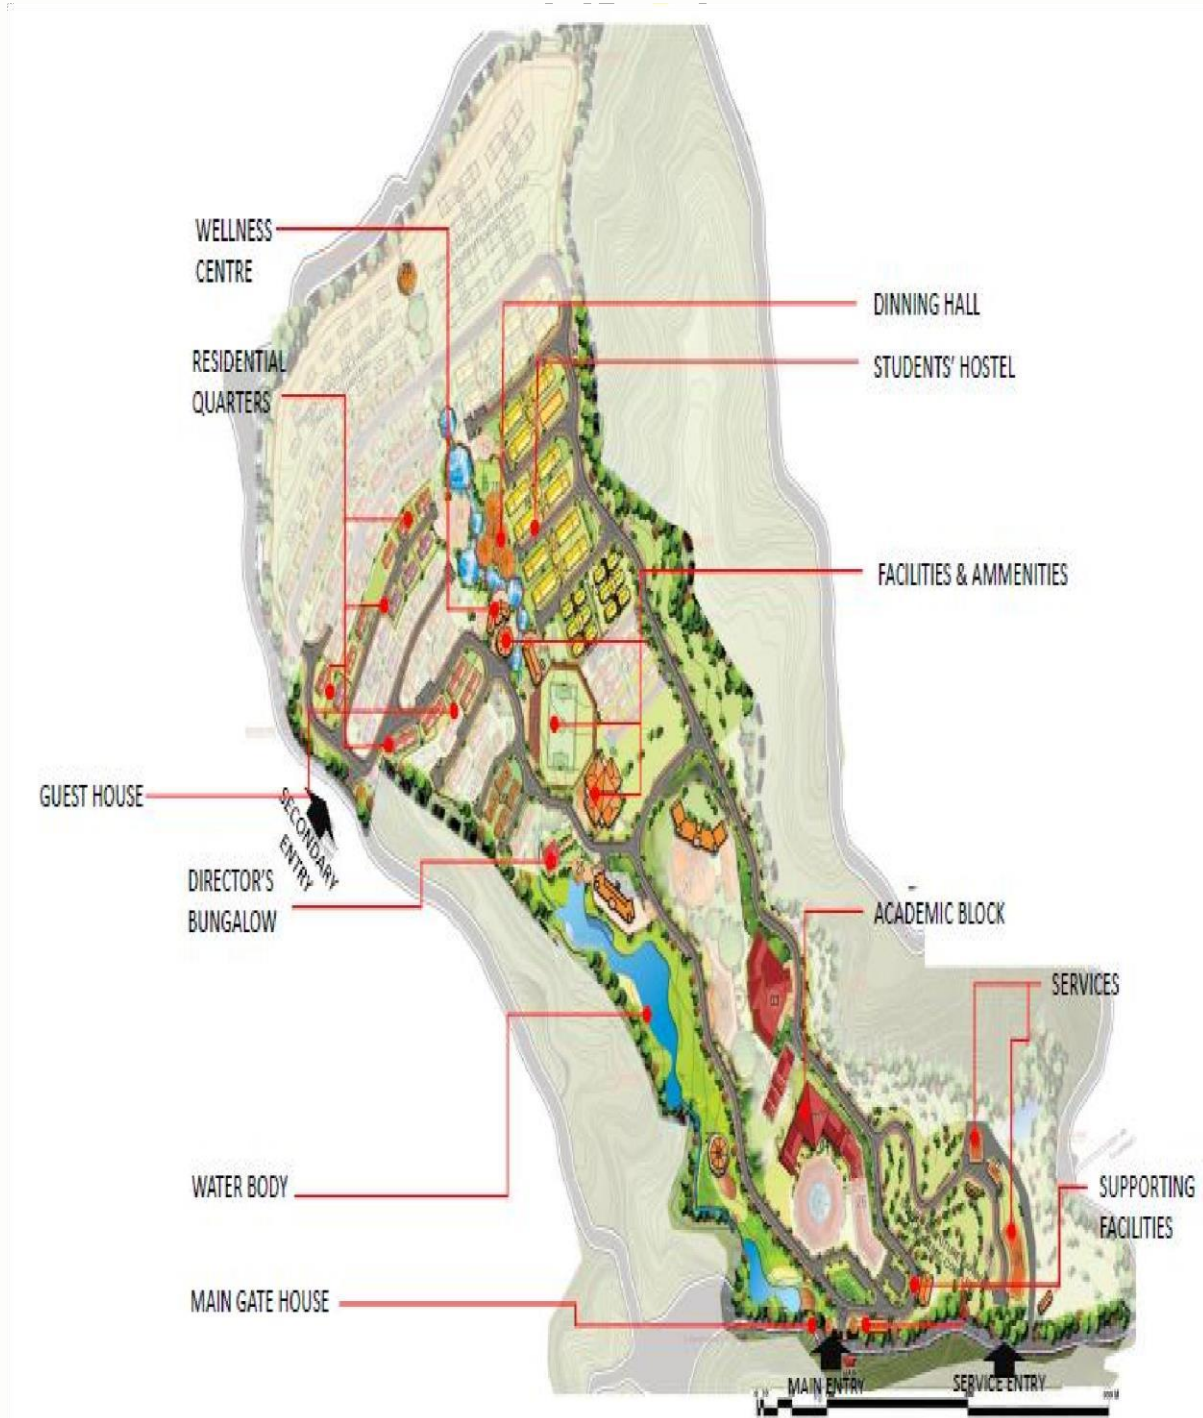 WELLNESS
CENTRE
DINNING HALL
RESIDENTIAL
QUARTERS
STUDENTS' HOSTEL
FACILITIES & AMMENITIES
GUEST HOUSE
SECONDARY
ENTRY
DIRECTOR'S
BUNGALOW
ACADEMIC BLOCK
SERVICES
WATER BODY
SUPPORTING
FACILITIES
MAIN GATE HOUSE
MAIN ENTRY
SERVICE ENTRY